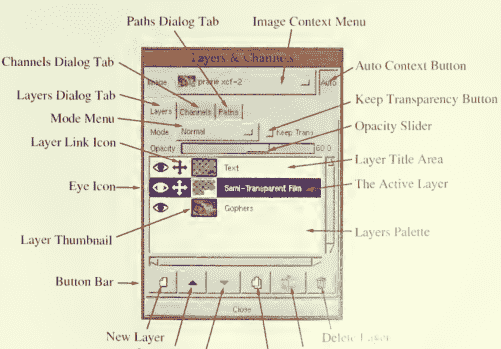 Paths Dialog Tab
Image Context Menu
Layers & Channels
Channels Dialog Tab
Image:
prairie.xcf-2
Auto
Auto Context Button
Layers Dialog Tab
Layers
Channels
Paths
Keep Transparency Button
Mode Menu
Mode:
Normal
Keep Trans.
Opacity Slider
Layer Link Icon
Opacity:
60.0
Text
Layer Title Area
Eye Icon
Semi-Transparent Film
The Active Layer
Gophers
Layer Thumbnail
Layers Palette
Button Bar
Close
New Layer
Delete Layer